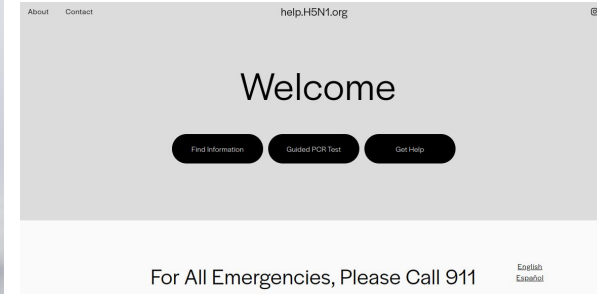 About Contact help.H5N1.org
Welcome
Find Information Guided PCR Test Get Help
For All Emergencies, Please Call 911
English
Español